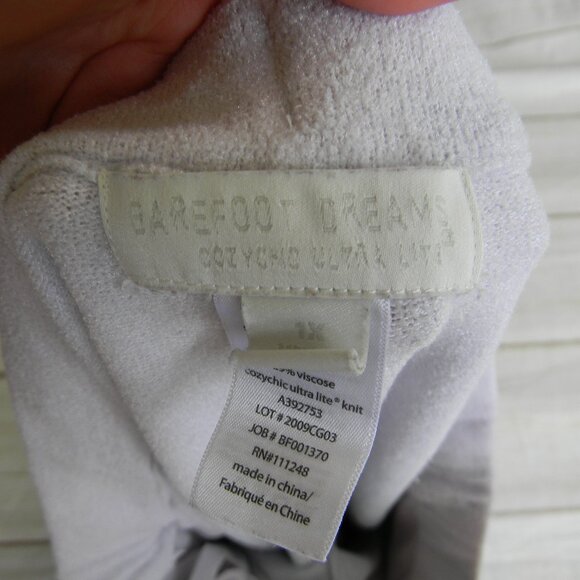 BAREFOOT DREAMS
COZYCHIC ULTRA LITE
1X
% viscose
cozychic ultra lite® knit
A392753
LOT # 2009CG03
JOB # BF001370
RN#111248
made in china/
Fabriqué en Chine